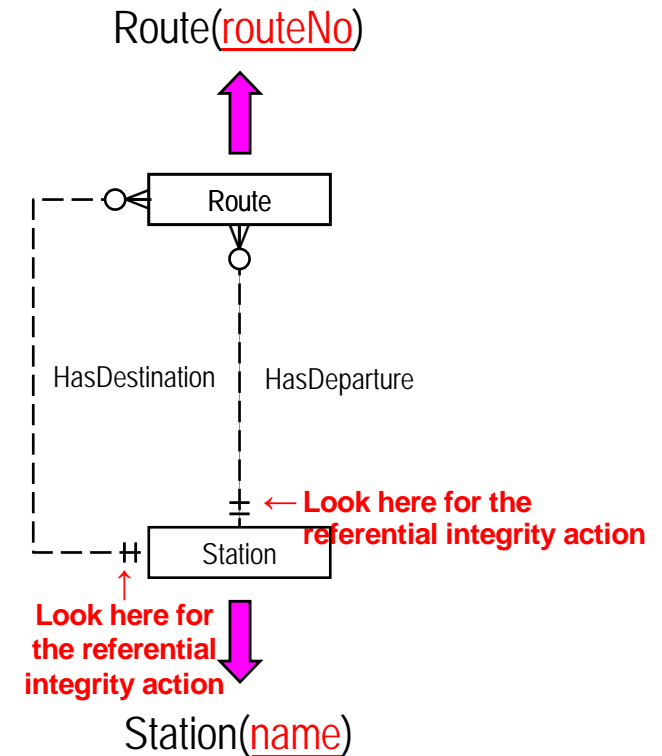 Route(routeNo)
Route
HasDestination
HasDeparture
← Look here for the
referential integrity action
Station
↑
Look here for
the referential
integrity action
Station(name)